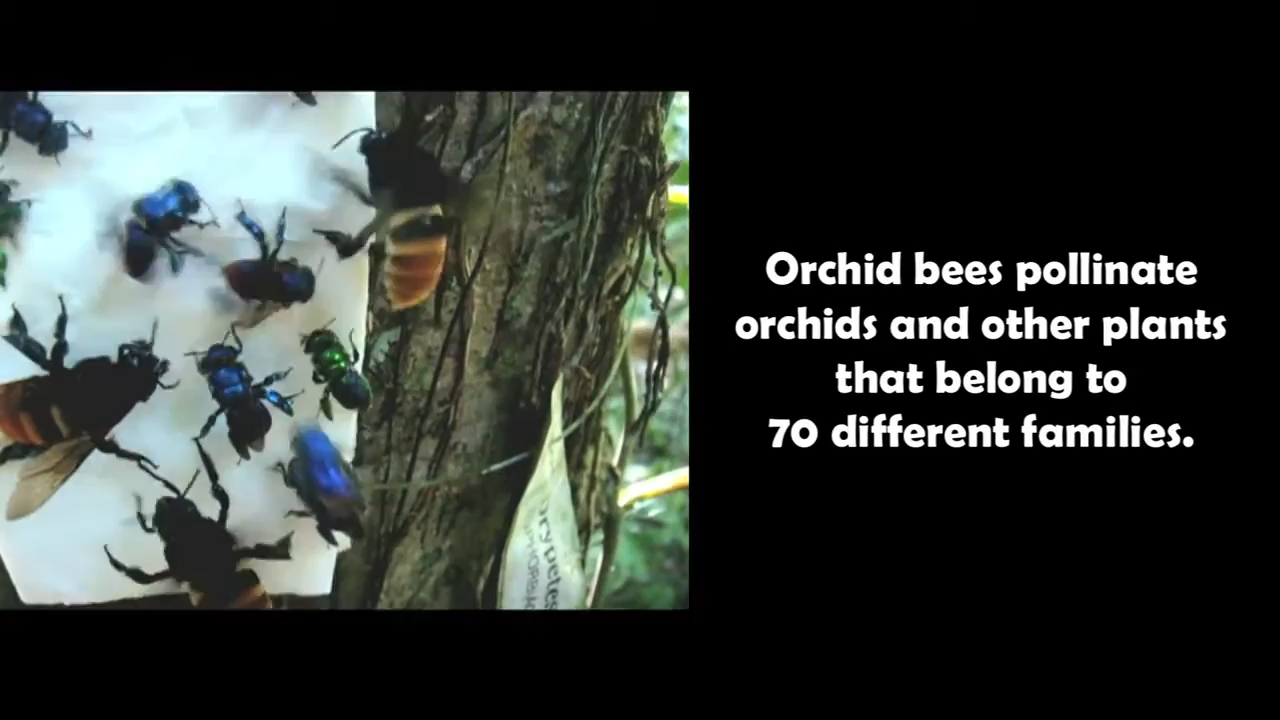 Orchid bees pollinate
orchids and other plants
that belong to
70 different families.